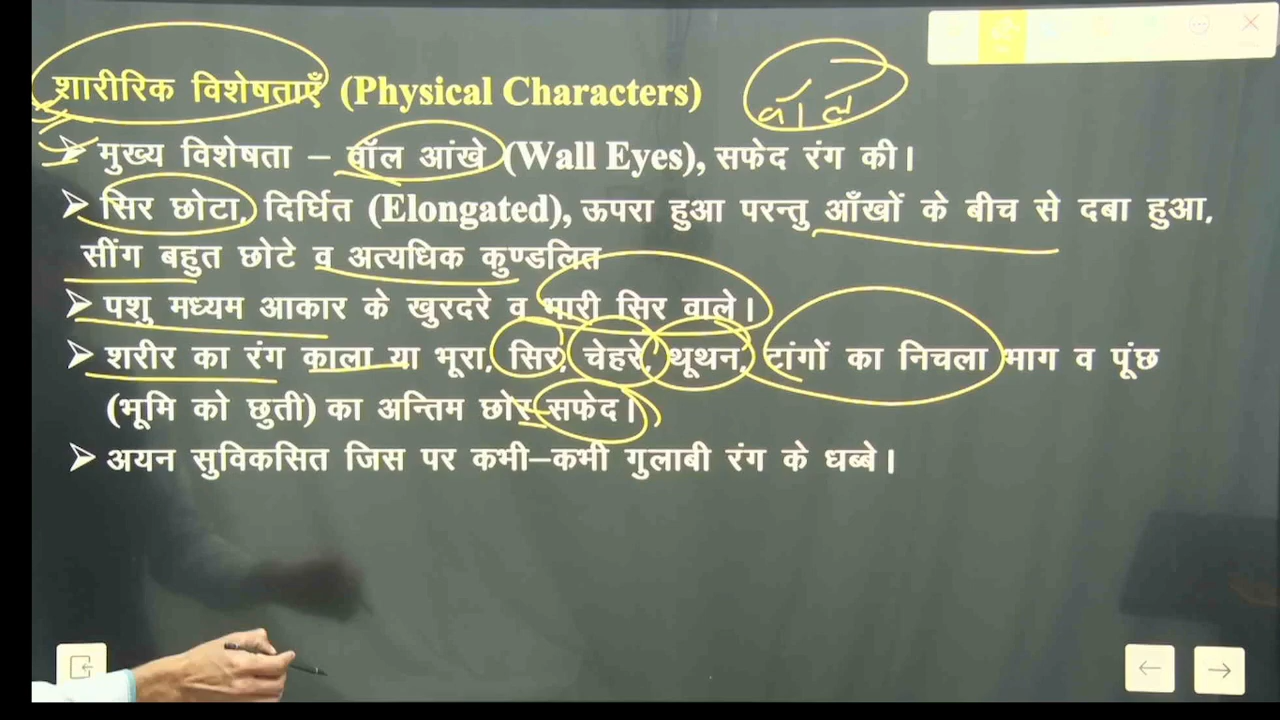 शारीरिक विशेषताएँ (Physical Characters)
वॉल
मुख्य विशेषता – वॉल आंखे (Wall Eyes), सफेद रंग की।
सिर छोटा, दिर्घित (Elongated), ऊपरा हुआ परन्तु आँखों के बीच से दबा हुआ,
सींग बहुत छोटे व अत्यधिक कुण्डलित
पशु मध्यम आकार के खुरदरे व भारी सिर वाले।
शरीर का रंग काला या भूरा, सिर, चेहरे, थूथन, टांगों का निचला भाग व पूंछ
(भूमि को छुती) का अन्तिम छोर सफेद।
अयन सुविकसित जिस पर कभी–कभी गुलाबी रंग के धब्बे।